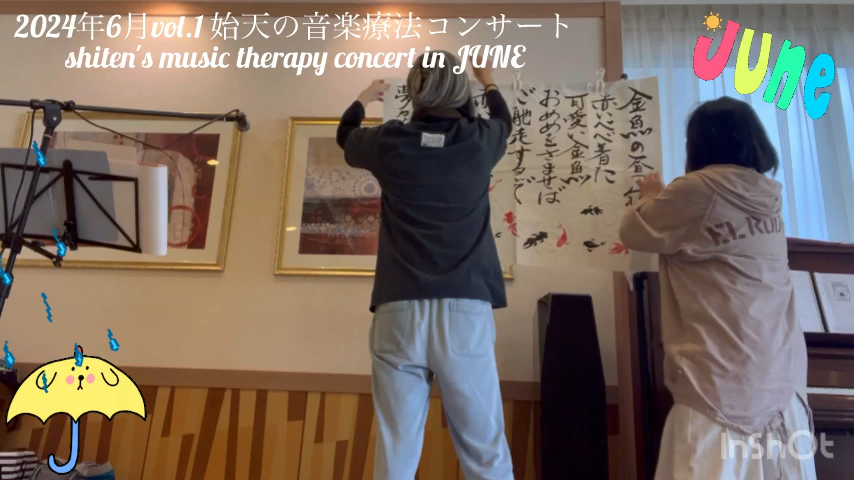 2024年6月vol.1 始天の音楽療法コンサート
shiten's music therapy concert in JUNE
June
金魚の昼
赤いべべ着た
可愛い金魚
おめめをさませば
ご馳走するぞ
EL RODE
InShOt